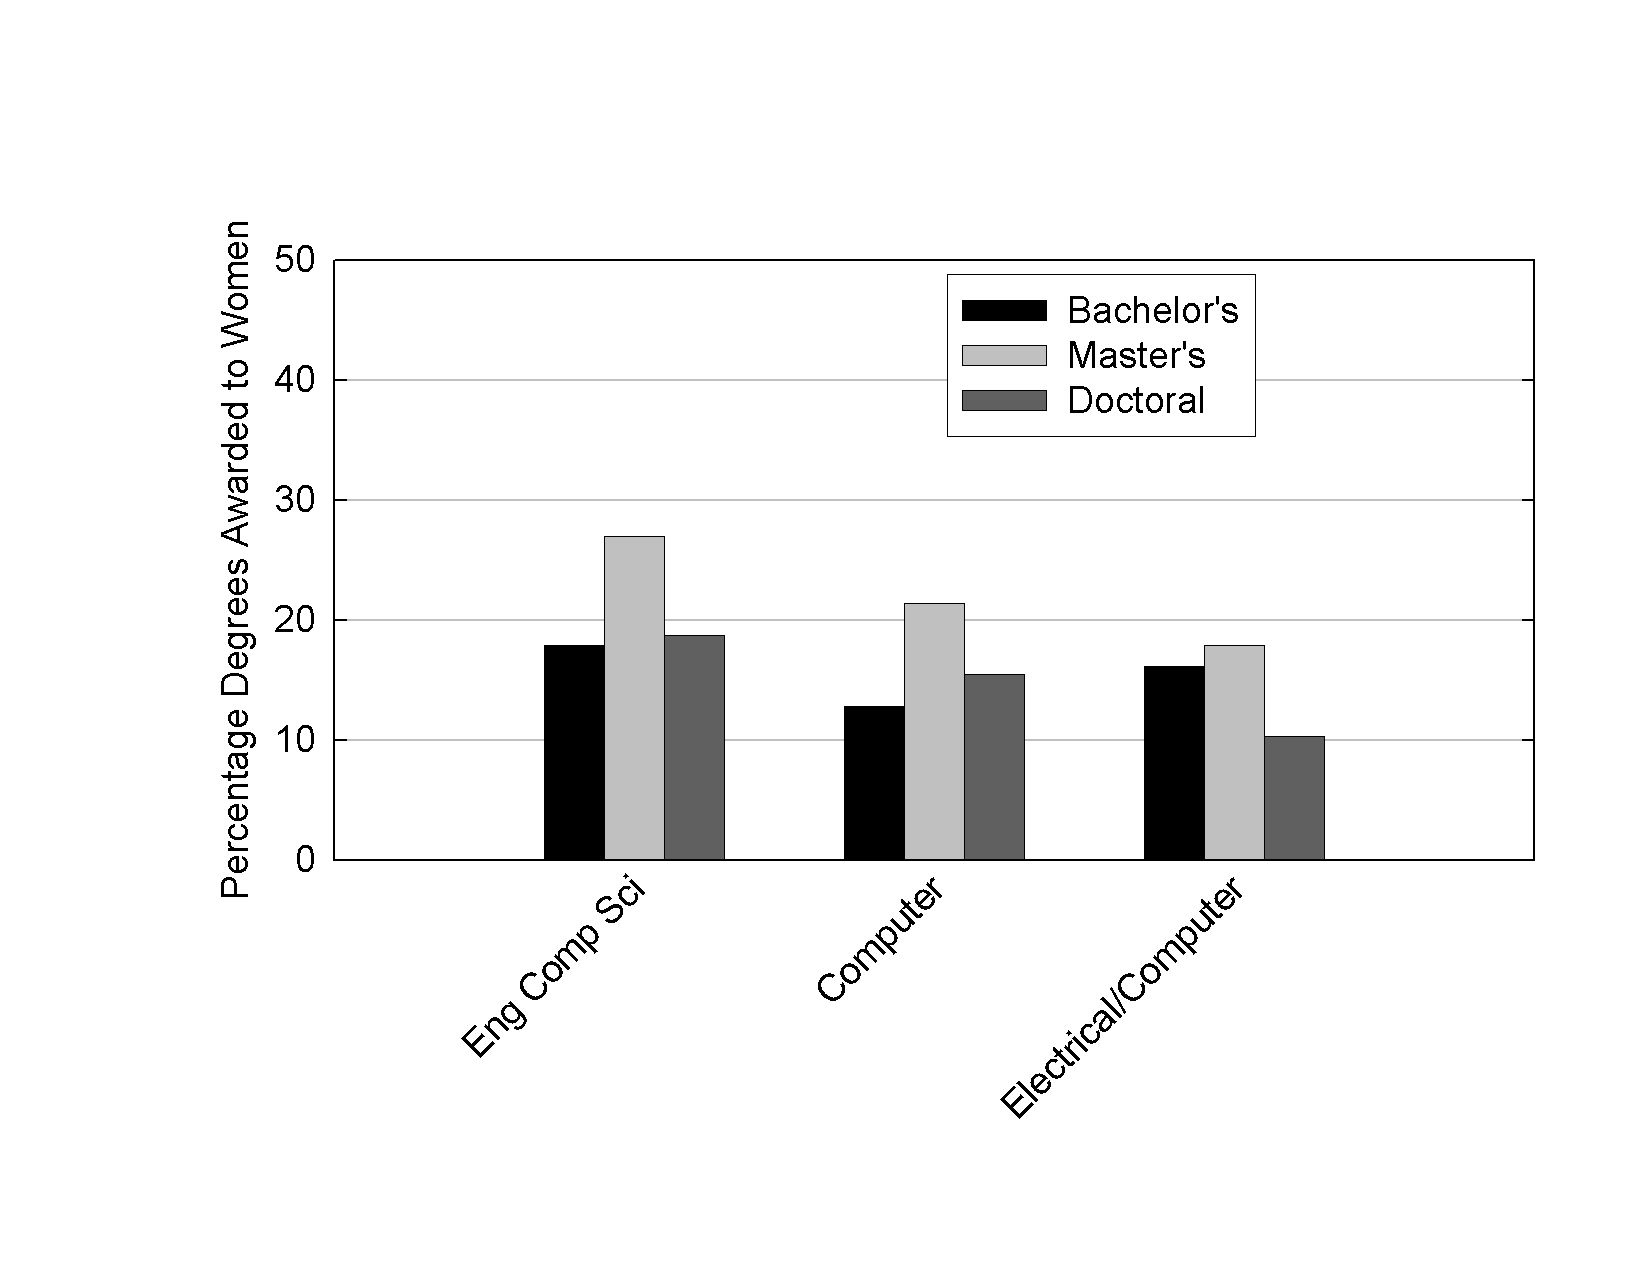 Percentage Degrees Awarded to Women
50
40
30
20
10
0
Bachelor's
Master's
Doctoral
Eng Comp Sci
Computer
Electrical/Computer